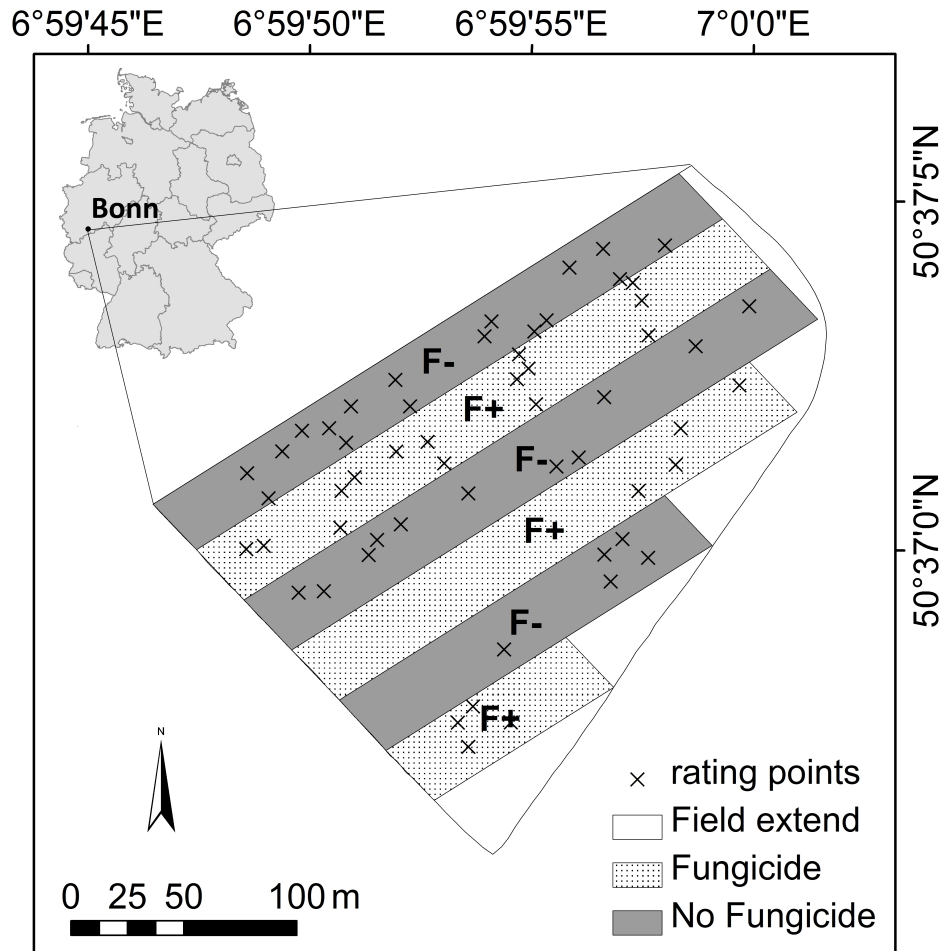 6°59'45"E 6°59'50"E 6°59'55"E 7°0'0"E
50°37'5"N
50°37'0"N
Bonn
F-
F+
F-
F+
F-
F+
N
0 25 50 100 m
rating points
Field extend
Fungicide
No Fungicide